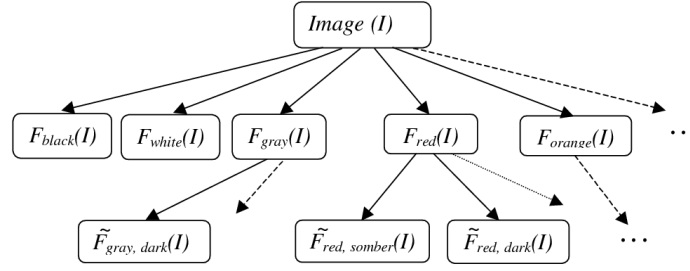 Image (I)
F_black(I) F_white(I) F_gray(I) F_red(I) F_orange(I) ..
F̃_gray, dark(I) F̃_red, somber(I) F̃_red, dark(I) ...